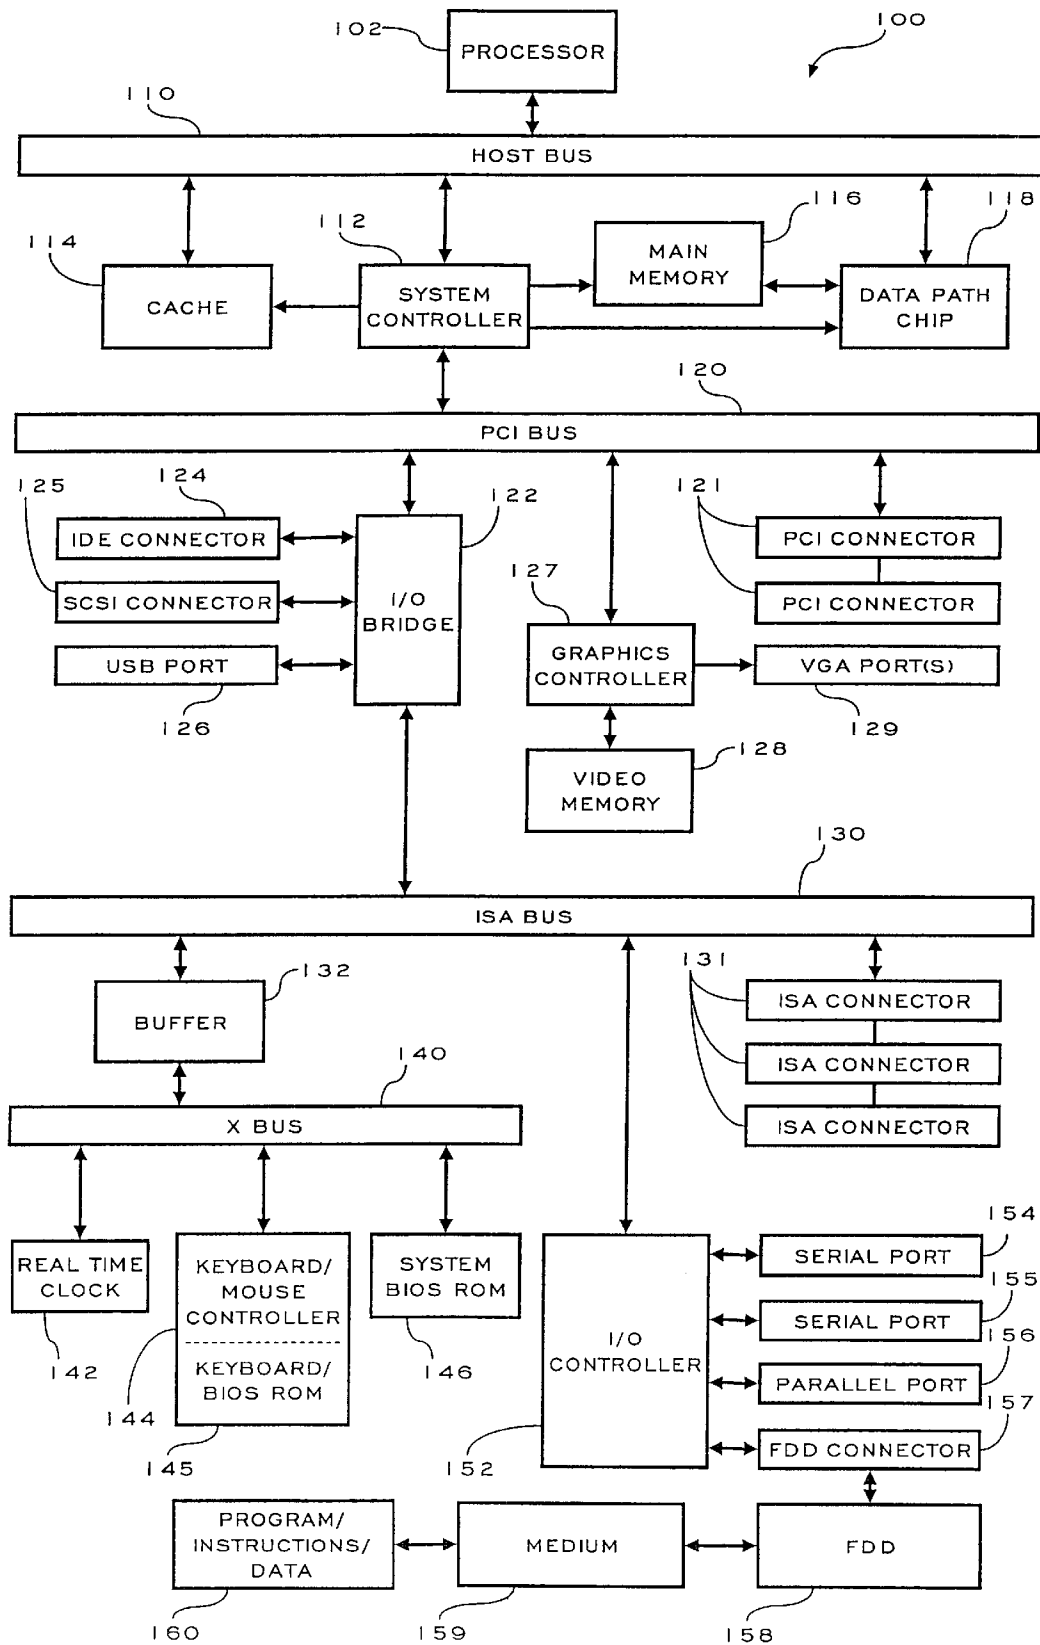 102
PROCESSOR
100
110
HOST BUS
114
112
116
118
CACHE
SYSTEM
CONTROLLER
MAIN
MEMORY
DATA PATH
CHIP
120
PCI BUS
125
124
122
121
IDE CONNECTOR
SCSI CONNECTOR
USB PORT
126
I/O
BRIDGE
127
GRAPHICS
CONTROLLER
PCI CONNECTOR
PCI CONNECTOR
VGA PORT(S)
129
128
VIDEO
MEMORY
130
ISA BUS
132
BUFFER
131
ISA CONNECTOR
ISA CONNECTOR
ISA CONNECTOR
140
X BUS
REAL TIME
CLOCK
142
KEYBOARD/
MOUSE
CONTROLLER
KEYBOARD/
BIOS ROM
144
145
SYSTEM
BIOS ROM
146
I/O
CONTROLLER
152
154
SERIAL PORT
155
SERIAL PORT
156
PARALLEL PORT
157
FDD CONNECTOR
PROGRAM/
INSTRUCTIONS/
DATA
MEDIUM
FDD
160
159
158